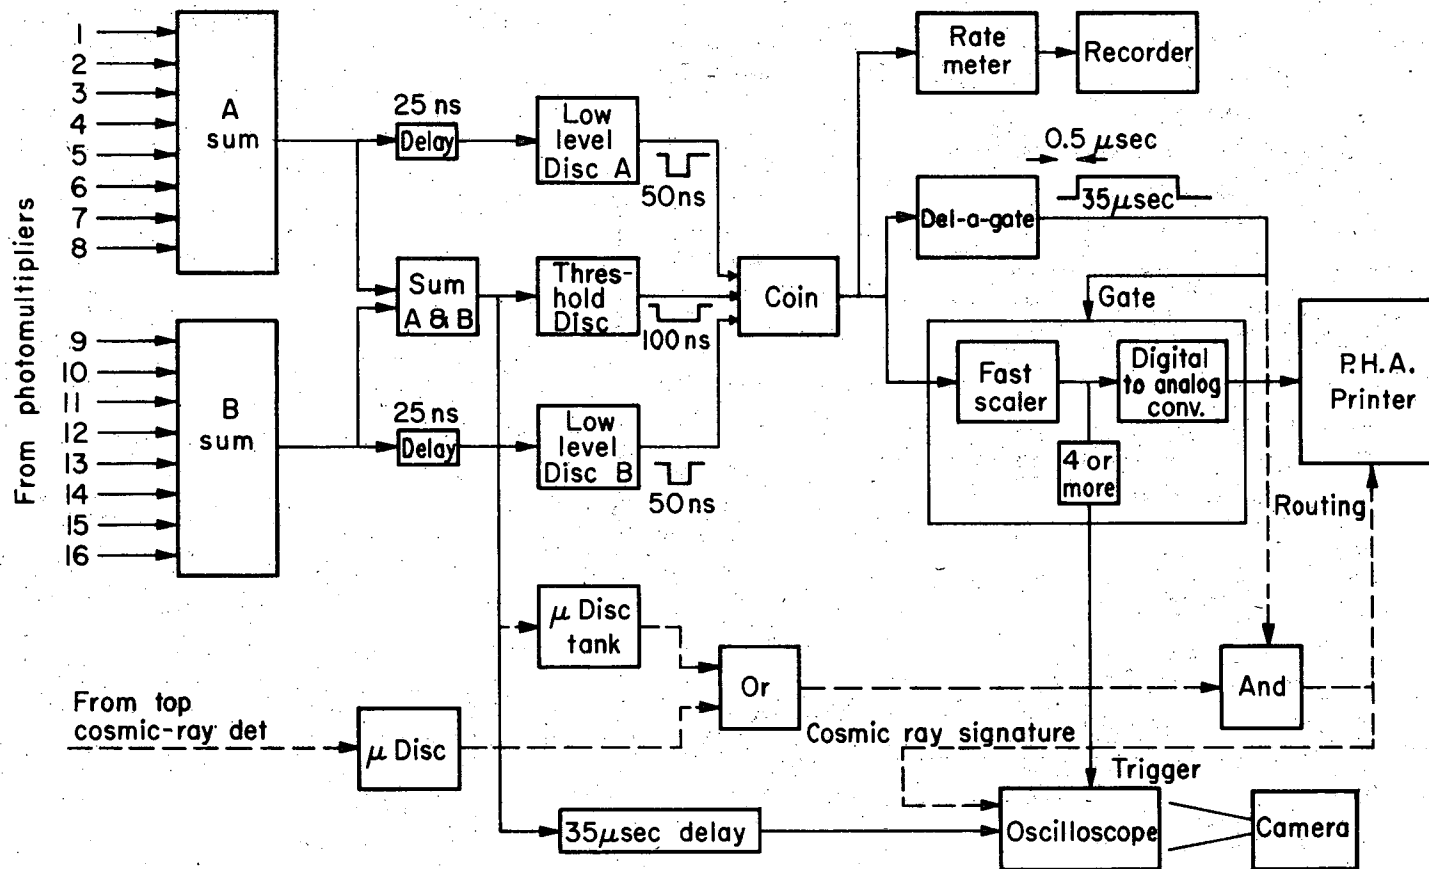 From photomultipliers
1
2
3
4
5
6
7
8
A
sum
9
10
11
12
13
14
15
16
B
sum
25 ns
Delay
Low
level
Disc A
50ns
Sum
A & B
Thres-
hold
Disc
100 ns
25 ns
Delay
Low
level
Disc B
50 ns
Coin
Rate
meter
Recorder
0.5 μsec
35μsec
Del-a-gate
Gate
Fast
scaler
Digital
to analog
conv.
4 or
more
P.H.A.
Printer
Routing
μ Disc
tank
Or
And
From top
cosmic-ray det
μ Disc
Cosmic ray signature
Trigger
35μsec delay
Oscilloscope
Camera